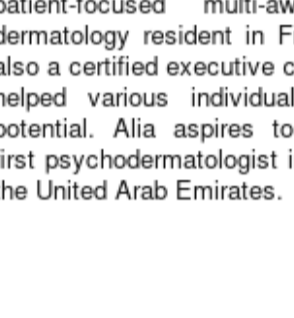 patient-focused multi-aw
dermatology resident in Fi
also a certified executive c
helped various individual
potential. Alia aspires to
first psychodermatologist i
the United Arab Emirates.